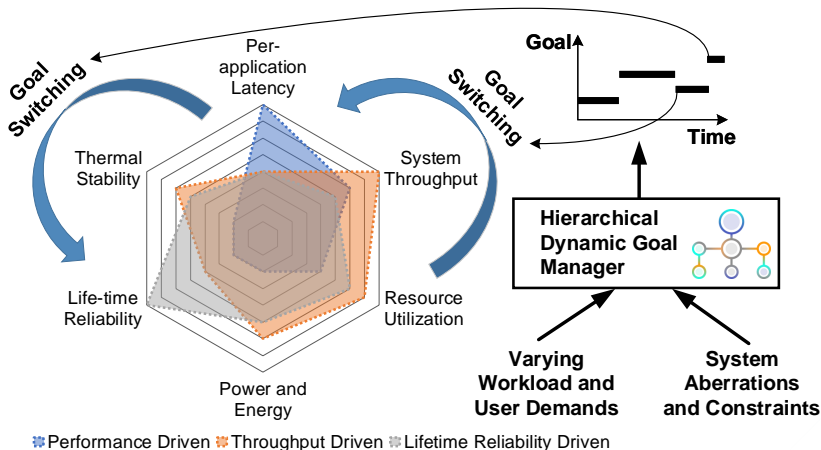 Goal
Switching
Per-
application
Latency
Thermal
Stability
System
Throughput
Life-time
Reliability
Resource
Utilization
Power and
Energy
Goal
Switching
Goal
Time
Hierarchical
Dynamic Goal
Manager
Varying
Workload and
User Demands
System
Aberrations
and Constraints
Performance Driven Throughput Driven Lifetime Reliability Driven